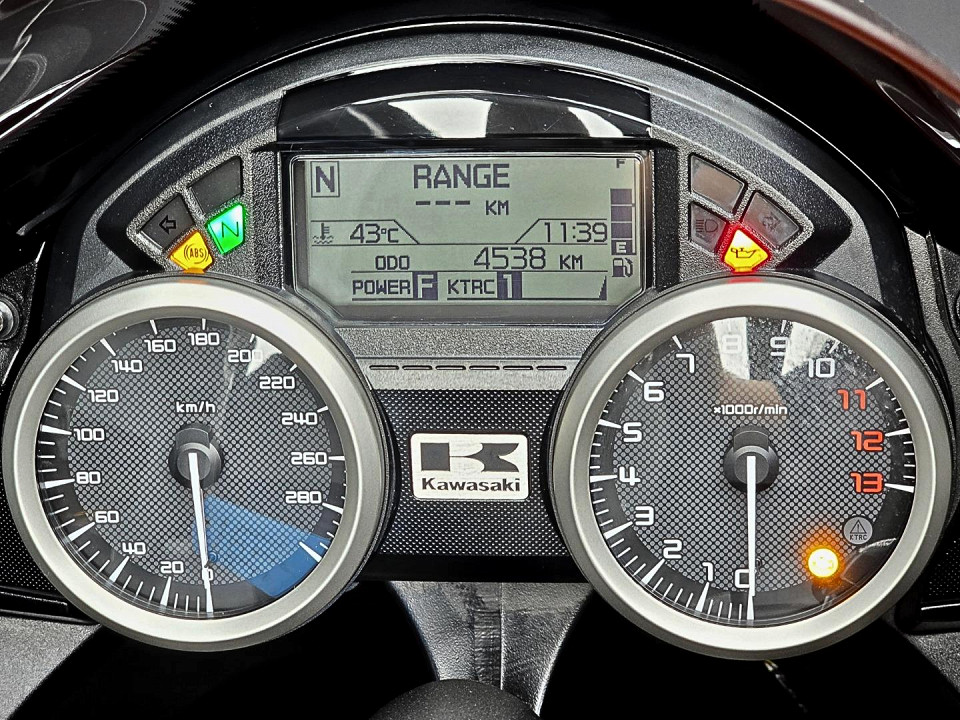 N RANGE F
--- KM
43°C 11:39
ODO 4538 KM E
POWER F KTRC 1
N
ABS
km/h
0
20
40
60
80
100
120
140
160
180
200
220
240
260
280
K
Kawasaki
×1000r/min
0
1
2
3
4
5
6
7
8
9
10
11
12
13
KTRC